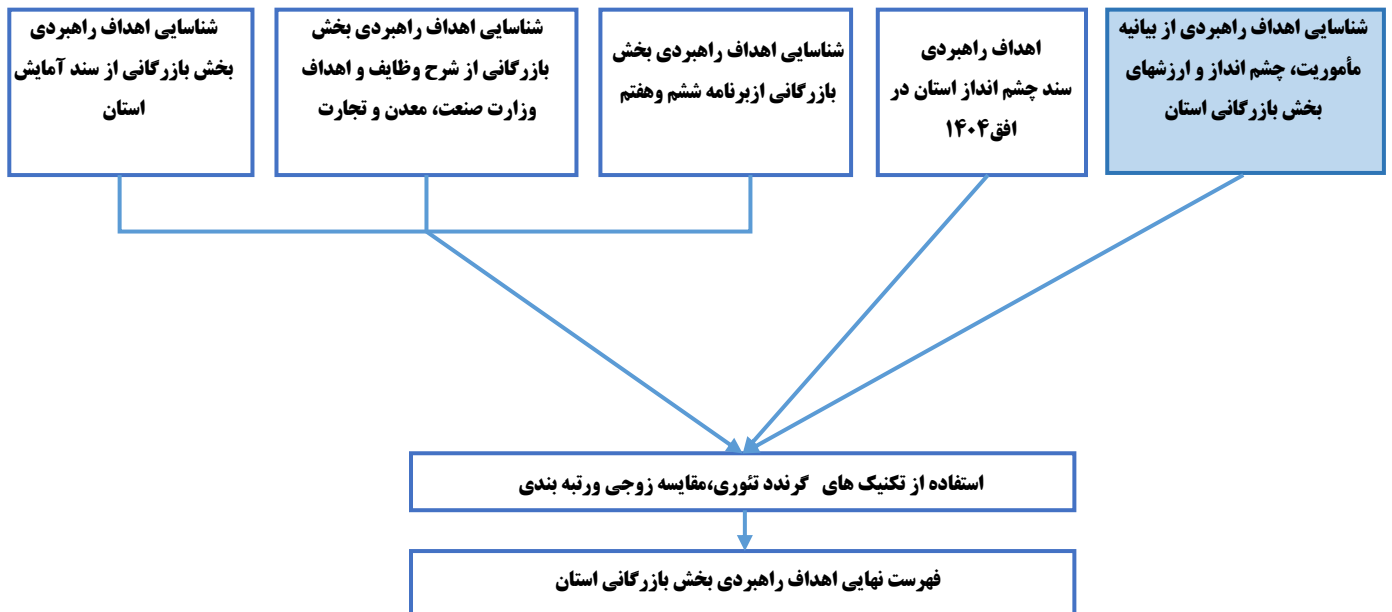 شناسایی اهداف راهبردی از بیانیه
مأموریت، چشم انداز و ارزشهای
بخش بازرگانی استان
اهداف راهبردی
سند چشم انداز استان در
افق۱۴۰۴
شناسایی اهداف راهبردی بخش
بازرگانی ازبرنامه ششم وهفتم
شناسایی اهداف راهبردی بخش
بازرگانی از شرح وظایف و اهداف
وزارت صنعت، معدن و تجارت
شناسایی اهداف راهبردی
بخش بازرگانی از سند آمایش
استان
استفاده از تکنیک های گرندد تئوری،مقایسه زوجی ورتبه بندی
فهرست نهایی اهداف راهبردی بخش بازرگانی استان